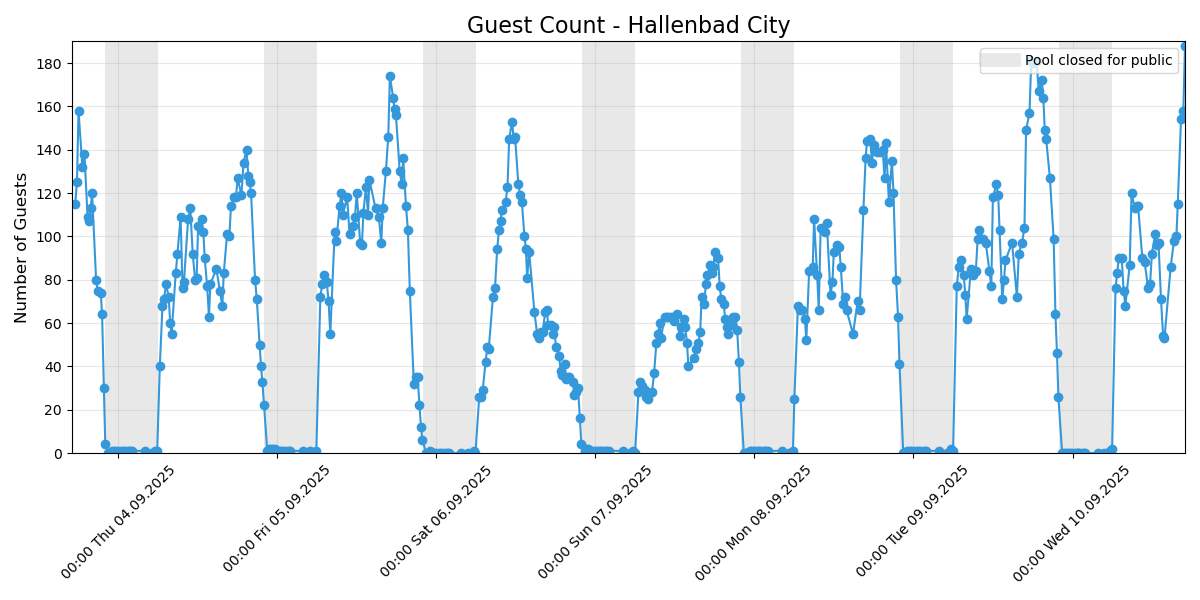 Guest Count - Hallenbad City
Number of Guests
180
160
140
120
100
80
60
40
20
0
Pool closed for public
00:00 Thu 04.09.2025
00:00 Fri 05.09.2025
00:00 Sat 06.09.2025
00:00 Sun 07.09.2025
00:00 Mon 08.09.2025
00:00 Tue 09.09.2025
00:00 Wed 10.09.2025